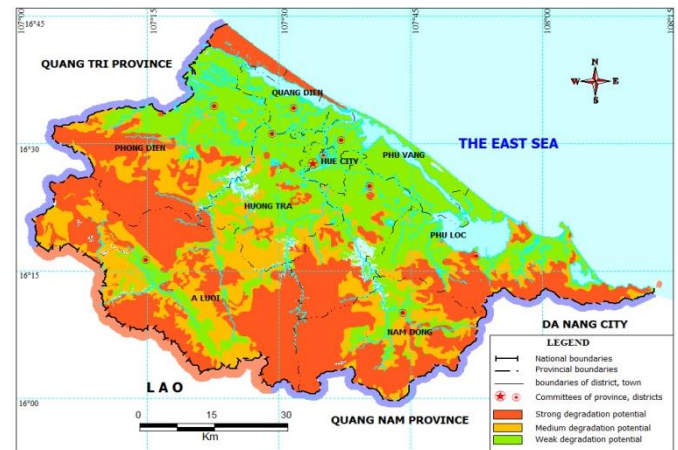 107°00'
107°15'
107°30'
107°45'
108°00'
108°15'
16°45'
QUANG TRI PROVINCE
N
W E
S
QUANG DIEN
THE EAST SEA
16°30'
PHONG DIEN
HUE CITY
PHU VANG
HUONG TRA
PHU LOC
16°15'
A LUOI
NAM DONG
DA NANG CITY
LAO
16°00'
QUANG NAM PROVINCE
0 15 30
Km
LEGEND
National boundaries
Provincial boundaries
boundaries of district, town
Committees of province, districts
Strong degradation potential
Medium degradation potential
Weak degradation potential